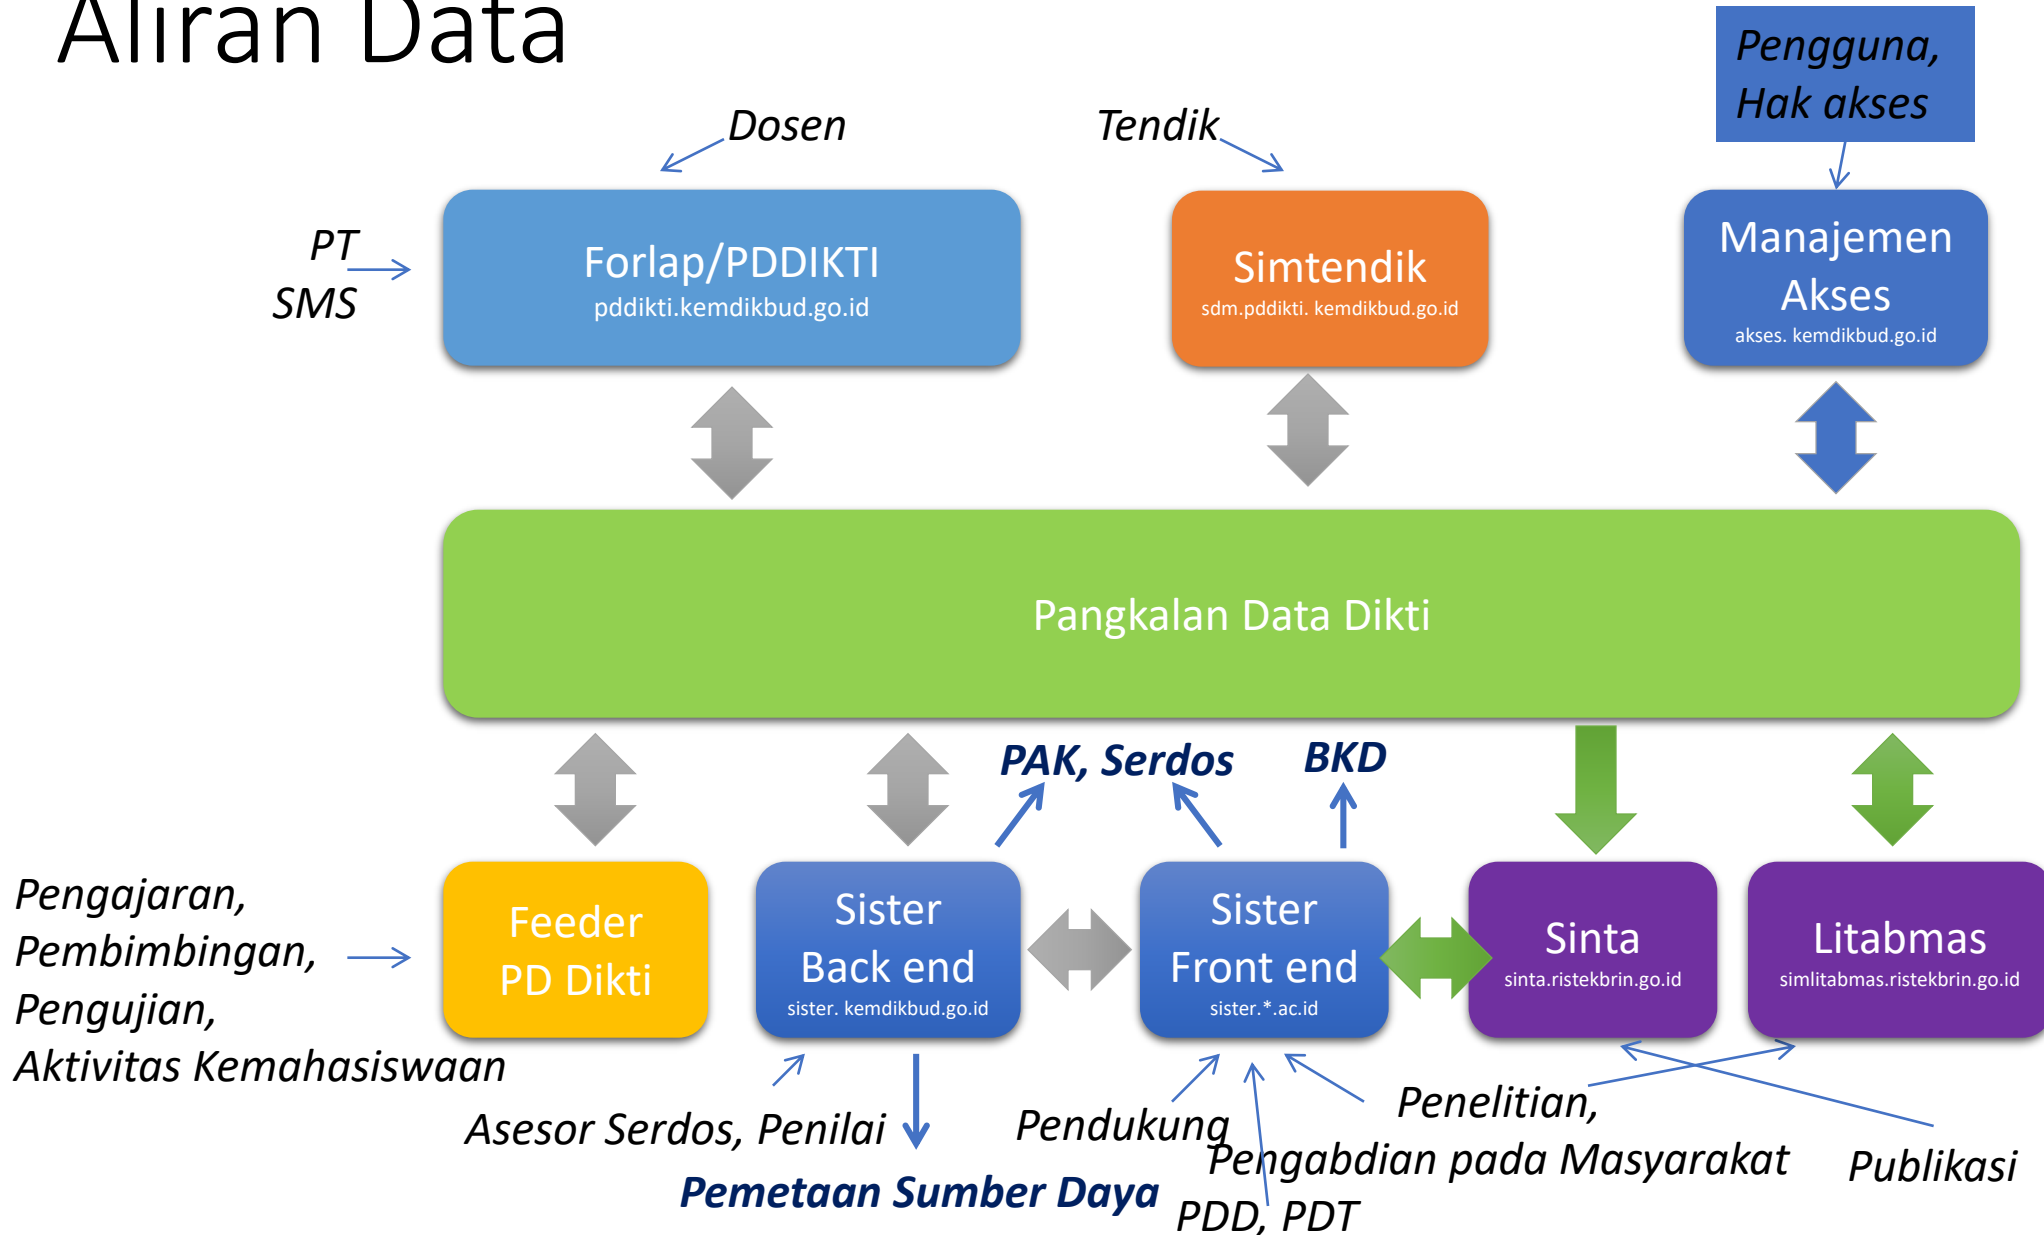 Aliran Data
Pengguna,
Hak akses
Dosen
Tendik
PT
SMS
Forlap/PDDIKTI
pddikti.kemdikbud.go.id
Simtendik
sdm.pddikti. kemdikbud.go.id
Manajemen
Akses
akses. kemdikbud.go.id
Pangkalan Data Dikti
PAK, Serdos
BKD
Pengajaran,
Pembimbingan,
Pengujian,
Aktivitas Kemahasiswaan
Feeder
PD Dikti
Sister
Back end
sister. kemdikbud.go.id
Sister
Front end
sister.*.ac.id
Sinta
sinta.ristekbrin.go.id
Litabmas
simlitabmas.ristekbrin.go.id
Asesor Serdos, Penilai
Pemetaan Sumber Daya
Pendukung
Penelitian,
Pengabdian pada Masyarakat
Publikasi
PDD, PDT